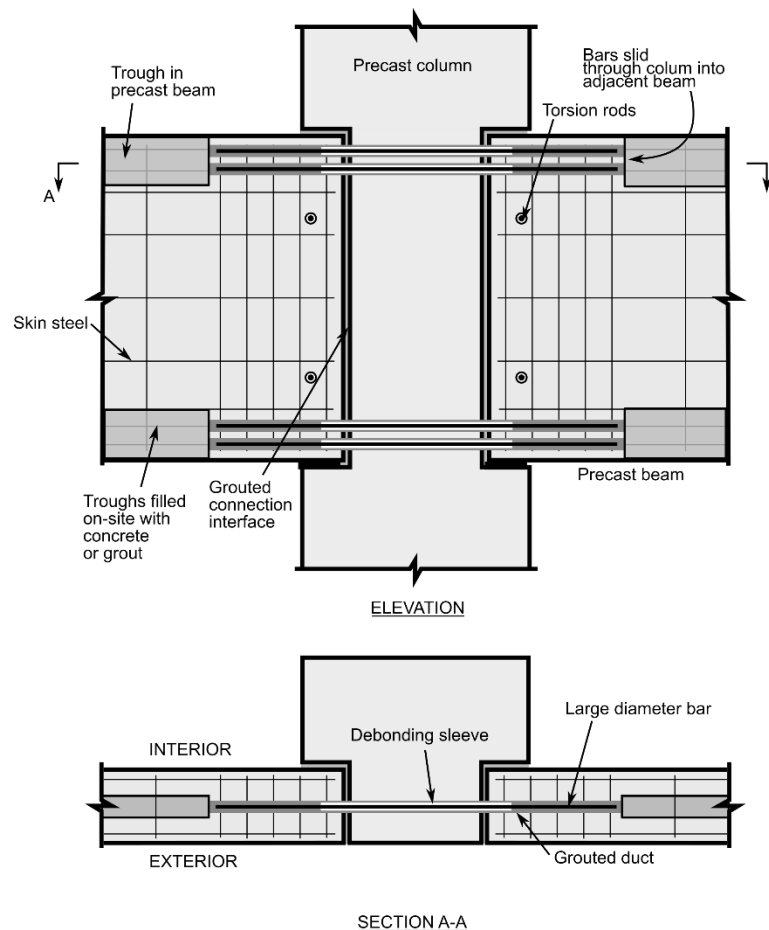 Precast column
Bars slid
through colum into
adjacent beam
Trough in
precast beam
Torsion rods
A
Skin steel
Troughs filled
on-site with
concrete
or grout
Grouted
connection
interface
Precast beam
ELEVATION
Large diameter bar
Debonding sleeve
INTERIOR
EXTERIOR
Grouted duct
SECTION A-A